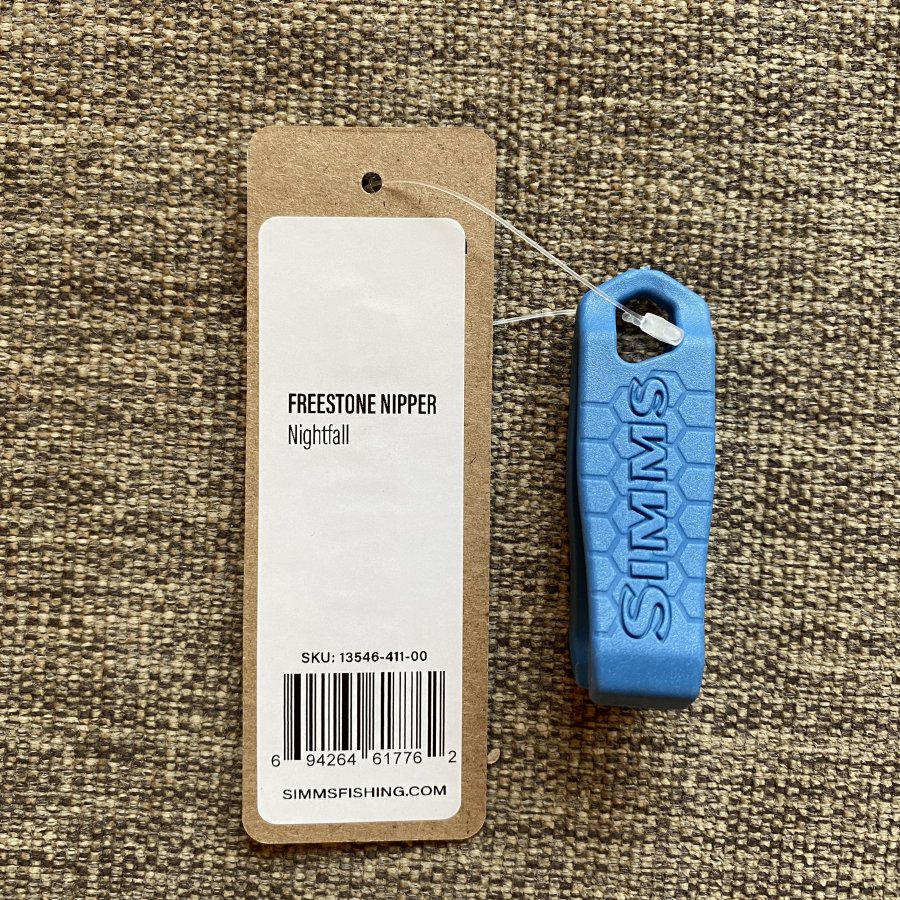 FREESTONE NIPPER
Nightfall
SKU: 13546-411-00
6 94264 61776 2
SIMMSFISHING.COM
SIMMS